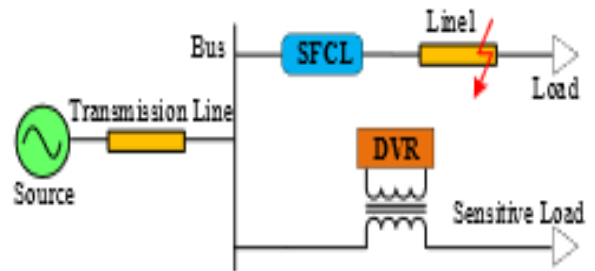 Bus
SFCL
Line1
Load
Transmission Line
Source
DVR
Sensitive Load